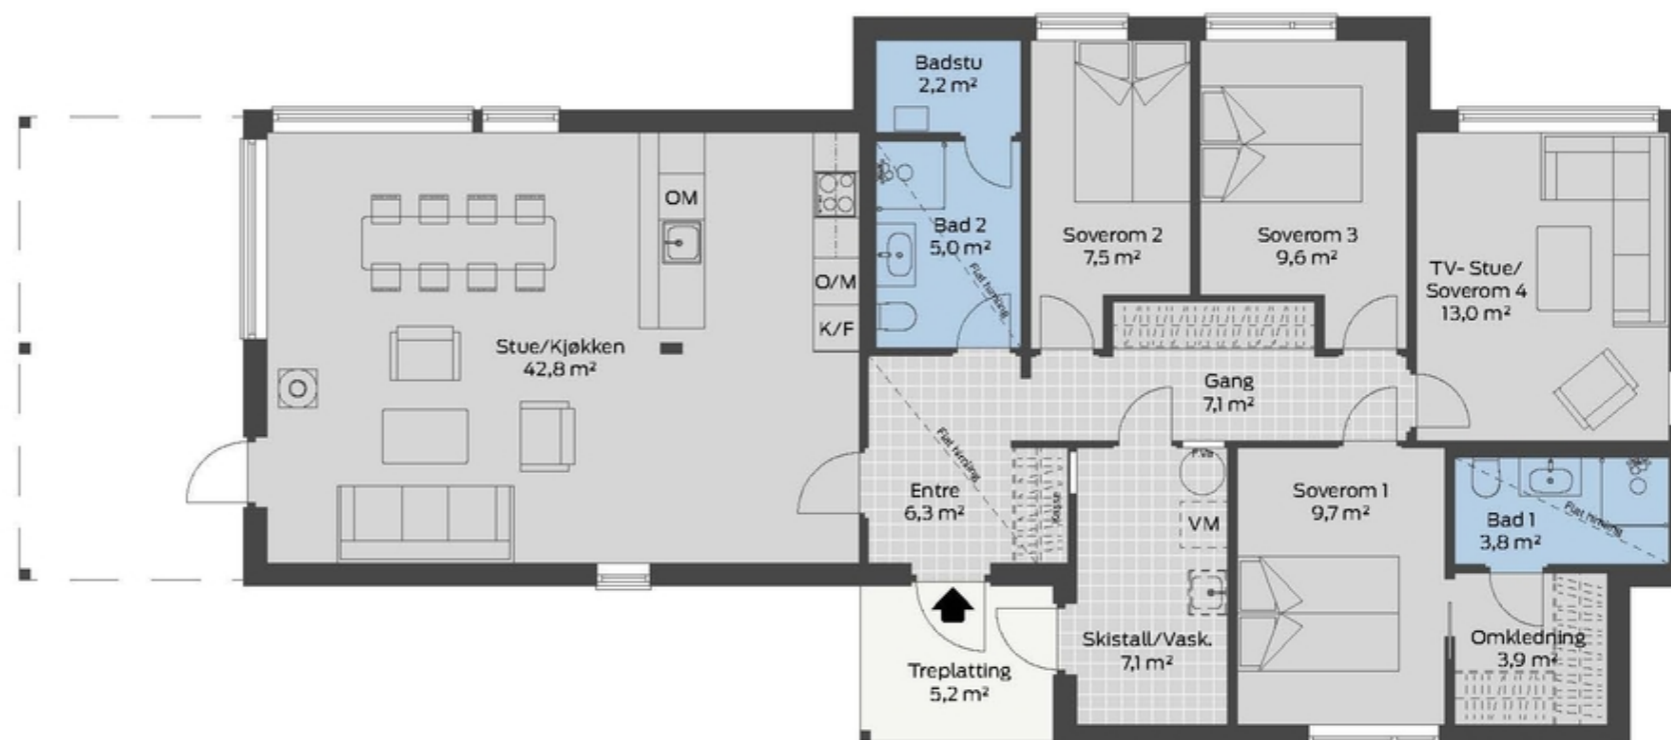 Badstu
2,2 m²
Bad 2
5,0 m²
Flat himling
Soverom 2
7,5 m²
Soverom 3
9,6 m²
TV- Stue/
Soverom 4
13,0 m²
OM
O/M
K/F
Stue/Kjøkken
42,8 m²
Gang
7,1 m²
Flat himling
Entre
6,3 m²
VM
Soverom 1
9,7 m²
Bad 1
3,8 m²
Flat himling
Skistall/Vask.
7,1 m²
Omkledning
3,9 m²
Treplatting
5,2 m²